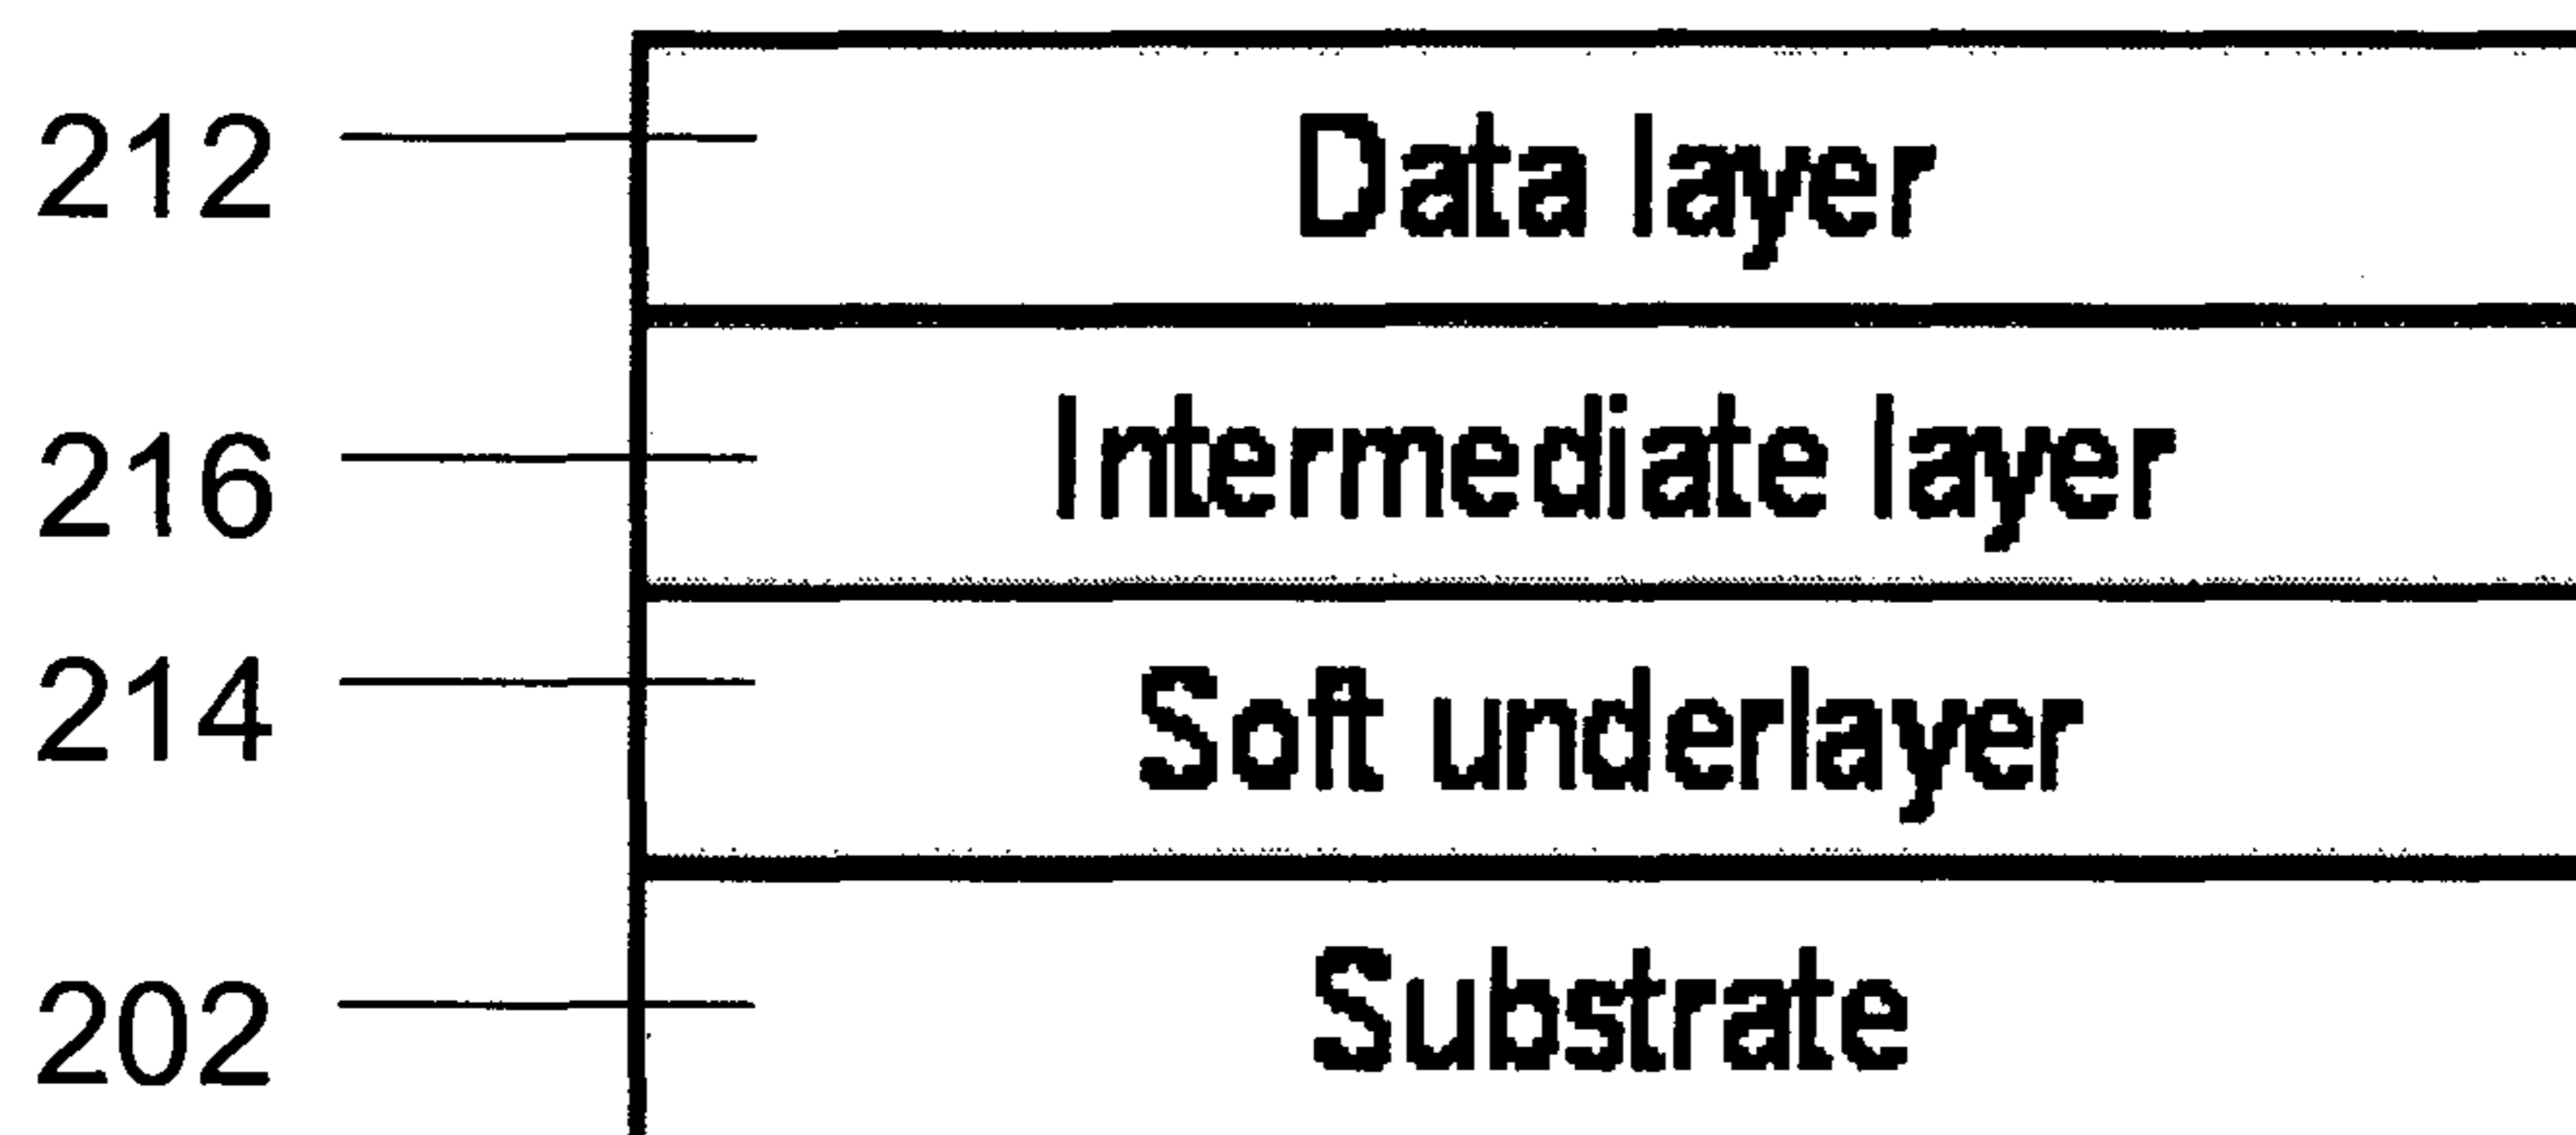 212 Data layer
216 Intermediate layer
214 Soft underlayer
202 Substrate